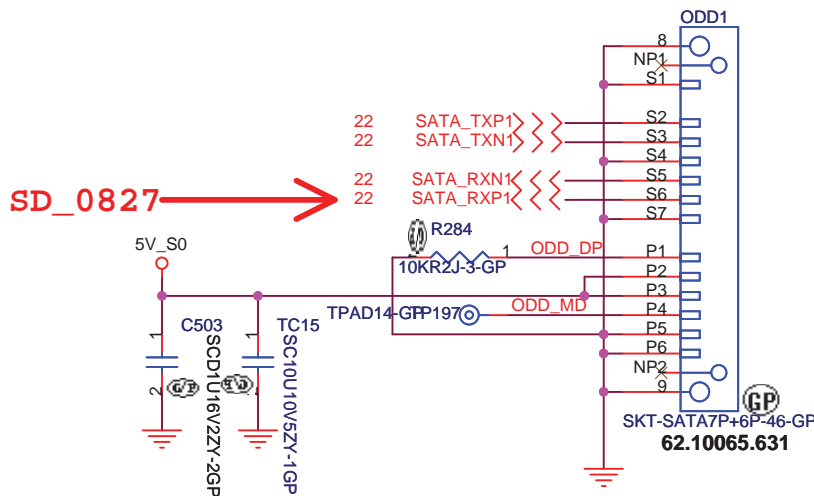 ODD1
8
NP1
S1
22 SATA_TXP1 S2
22 SATA_TXN1 S3
S4
22 SATA_RXN1 S5
SD_0827
22 SATA_RXP1 S6
S7
R284
5V_S0
1 ODD_DP P1
10KR2J-3-GP
P2
P3
TPAD14-GP TP197 ODD_MD P4
1 C503 1 TC15
P5
P6
SCD1U16V2ZY-2GP
SC10U10V5ZY-1GP
2 G/P
NP2
9
GP
SKT-SATA7P+6P-46-GP
62.10065.631